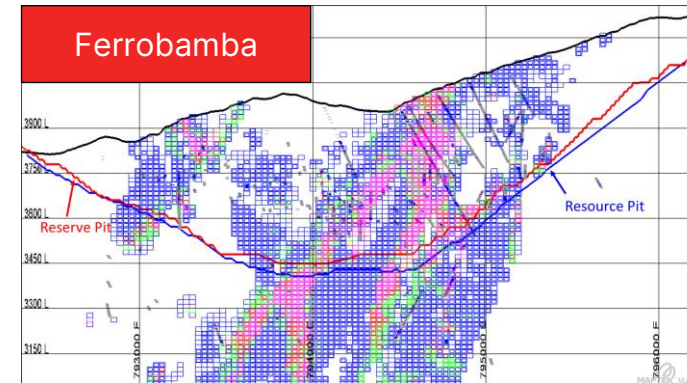 Ferrobamba
3900 L
3750 L
Reserve Pit
3600 L
Resource Pit
3450 L
3300 L
3150 L
793000 E
794000 E
795000 E
796000 E
MAPTEK